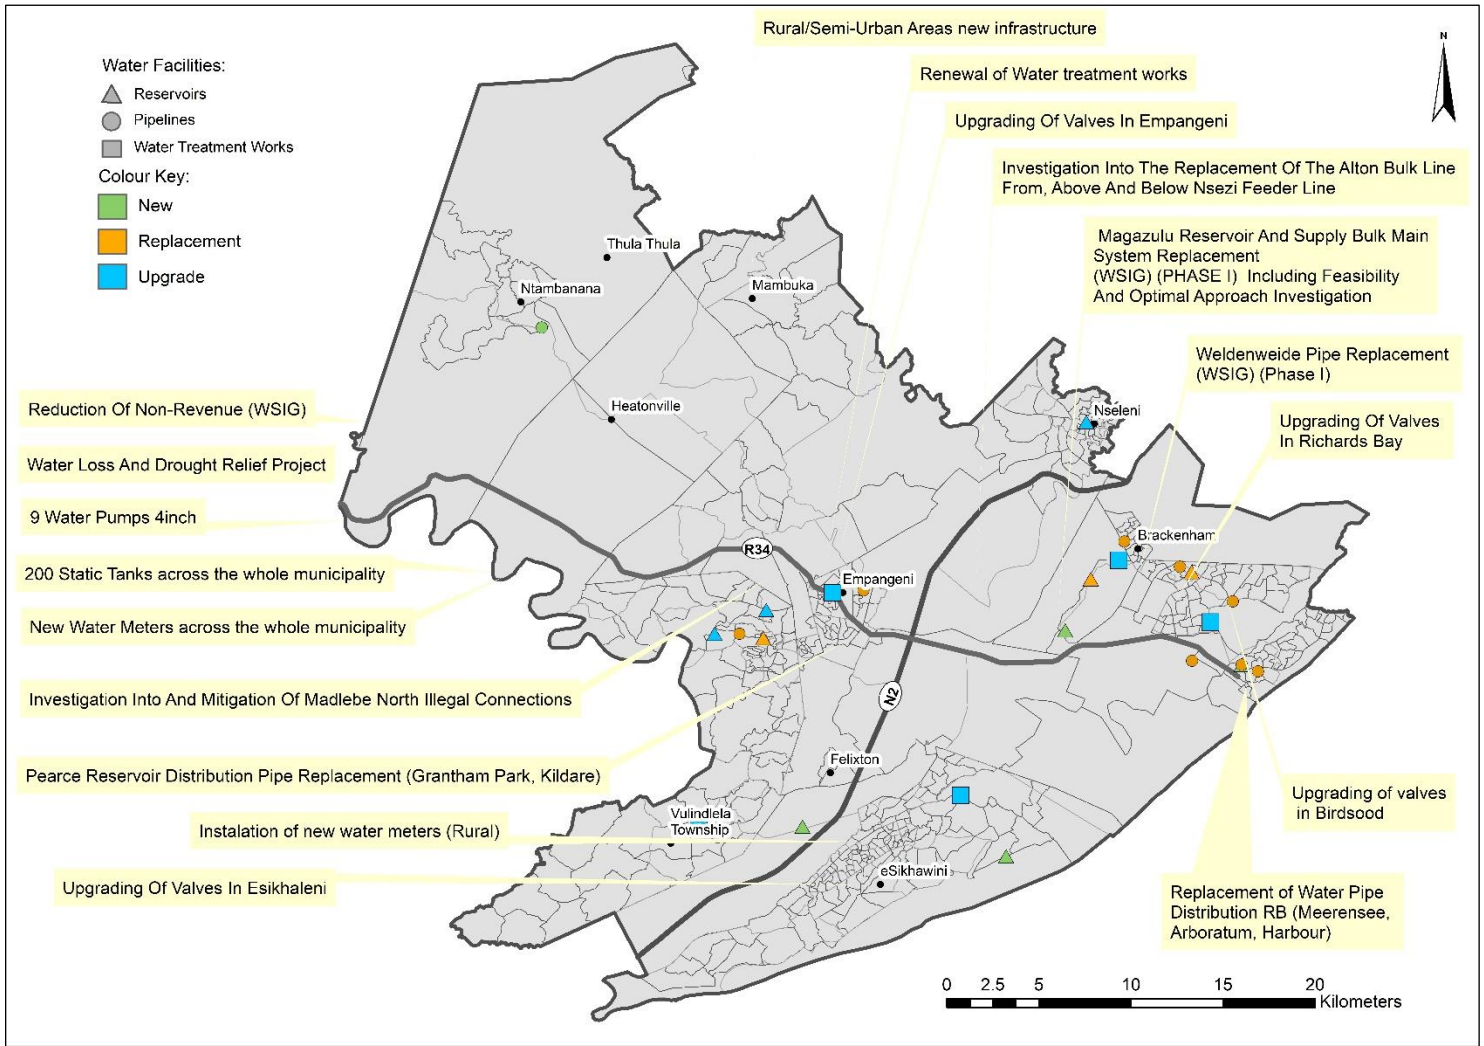 Rural/Semi-Urban Areas new infrastructure
N
Water Facilities:
Reservoirs
Pipelines
Water Treatment Works
Colour Key:
New
Replacement
Upgrade
Renewal of Water treatment works
Upgrading Of Valves In Empangeni
Investigation Into The Replacement Of The Alton Bulk Line
From, Above And Below Nsezi Feeder Line
Magazulu Reservoir And Supply Bulk Main
System Replacement
(WSIG) (PHASE I) Including Feasibility
And Optimal Approach Investigation
Weldenweide Pipe Replacement
(WSIG) (Phase I)
Upgrading Of Valves
In Richards Bay
Thula Thula
Ntambanana
Mambuka
Heatonville
Nseleni
Brackenham
R34
Empangeni
N2
Felixton
Vulindlela
Township
eSikhawini
Reduction Of Non-Revenue (WSIG)
Water Loss And Drought Relief Project
9 Water Pumps 4inch
200 Static Tanks across the whole municipality
New Water Meters across the whole municipality
Investigation Into And Mitigation Of Madlebe North Illegal Connections
Pearce Reservoir Distribution Pipe Replacement (Grantham Park, Kildare)
Instalation of new water meters (Rural)
Upgrading Of Valves In Esikhaleni
Upgrading of valves
in Birdsood
Replacement of Water Pipe
Distribution RB (Meerensee,
Arboratum, Harbour)
0 2.5 5 10 15 20
Kilometers